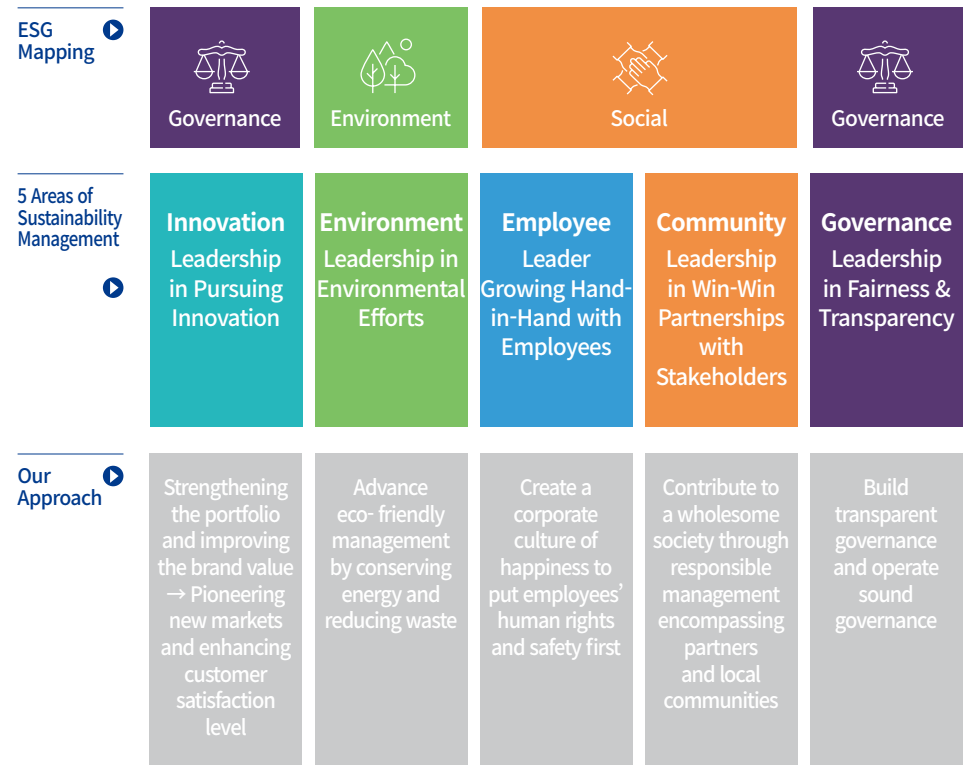 ESG
Mapping
Governance
Environment
Social
Governance
5 Areas of
Sustainability
Management
Innovation
Leadership
in Pursuing
Innovation
Environment
Leadership in
Environmental
Efforts
Employee
Leader
Growing Hand-
in-Hand with
Employees
Community
Leadership
in Win-Win
Partnerships
with
Stakeholders
Governance
Leadership
in Fairness &
Transparency
Our
Approach
Strengthening
the portfolio
and improving
the brand value
→ Pioneering
new markets
and enhancing
customer
satisfaction
level
Advance
eco- friendly
management
by conserving
energy and
reducing waste
Create a
corporate
culture of
happiness to
put employees’
human rights
and safety first
Contribute to
a wholesome
society through
responsible
management
encompassing
partners
and local
communities
Build
transparent
governance
and operate
sound
governance